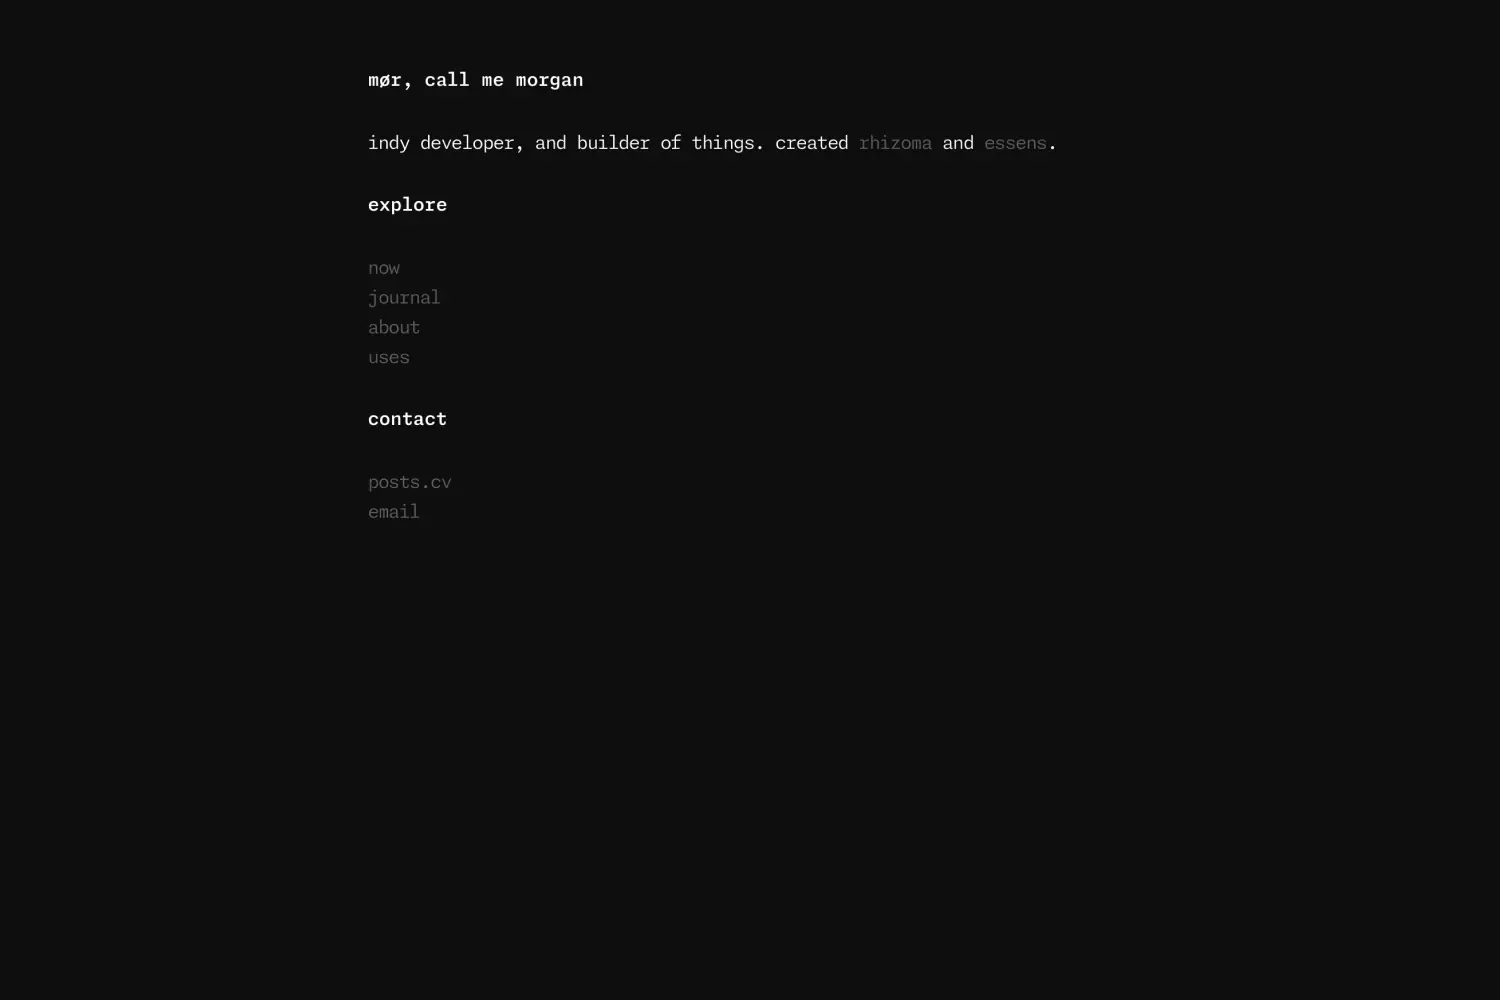 mør, call me morgan
indy developer, and builder of things. created rhizoma and essens.
explore
now
journal
about
uses
contact
posts.cv
email